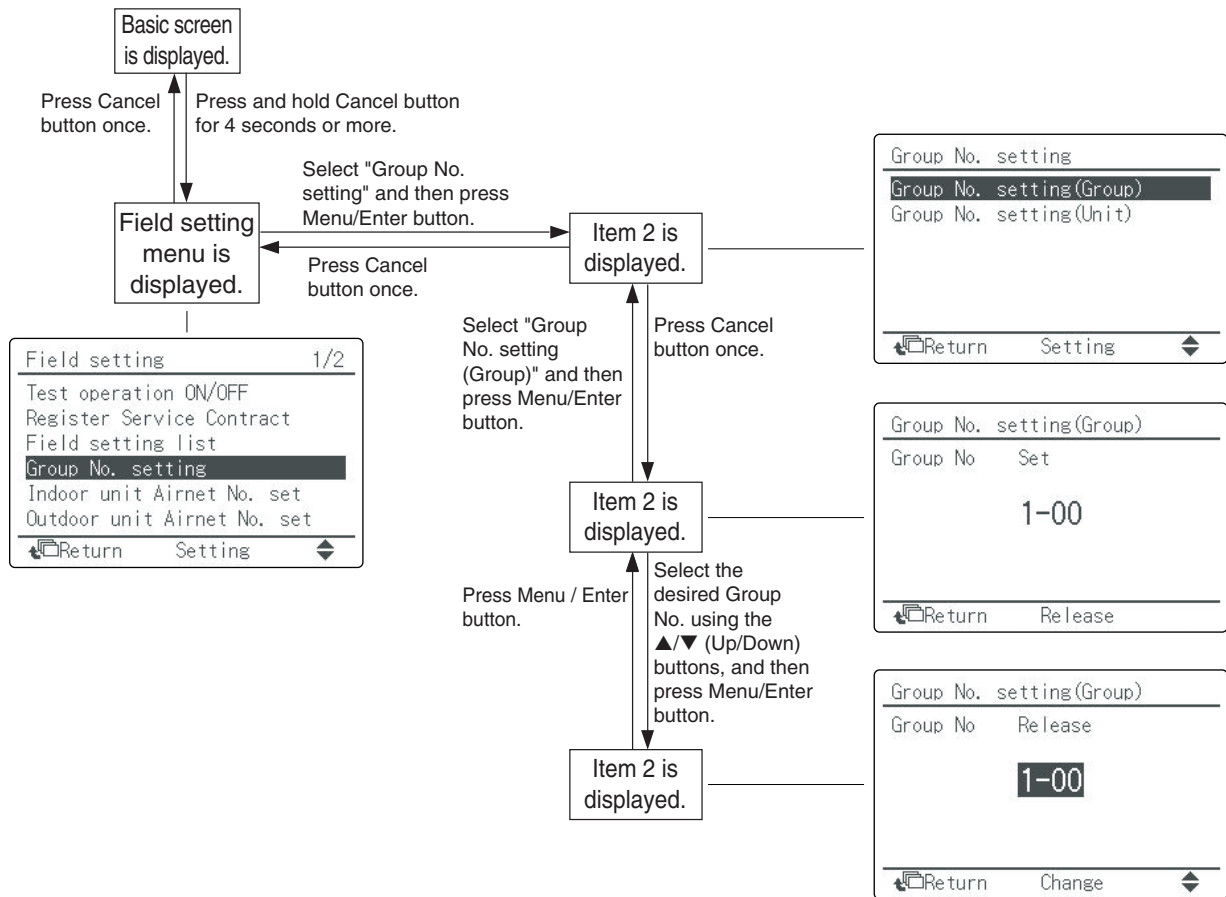 Basic screen
is displayed.
Press Cancel
button once.
Press and hold Cancel button
for 4 seconds or more.
Select "Group No.
setting" and then press
Menu/Enter button.
Field setting
menu is
displayed.
Press Cancel
button once.
Item 2 is
displayed.
Group No. setting
Group No. setting(Group)
Group No. setting(Unit)
Return Setting
Field setting 1/2
Test operation ON/OFF
Register Service Contract
Field setting list
Group No. setting
Indoor unit Airnet No. set
Outdoor unit Airnet No. set
Return Setting
Select "Group
No. setting
(Group)" and then
press Menu/Enter
button.
Press Cancel
button once.
Item 2 is
displayed.
Group No. setting(Group)
Group No Set
1-00
Return Release
Press Menu / Enter
button.
Select the
desired Group
No. using the
▲/▼ (Up/Down)
buttons, and then
press Menu/Enter
button.
Item 2 is
displayed.
Group No. setting(Group)
Group No Release
1-00
Return Change